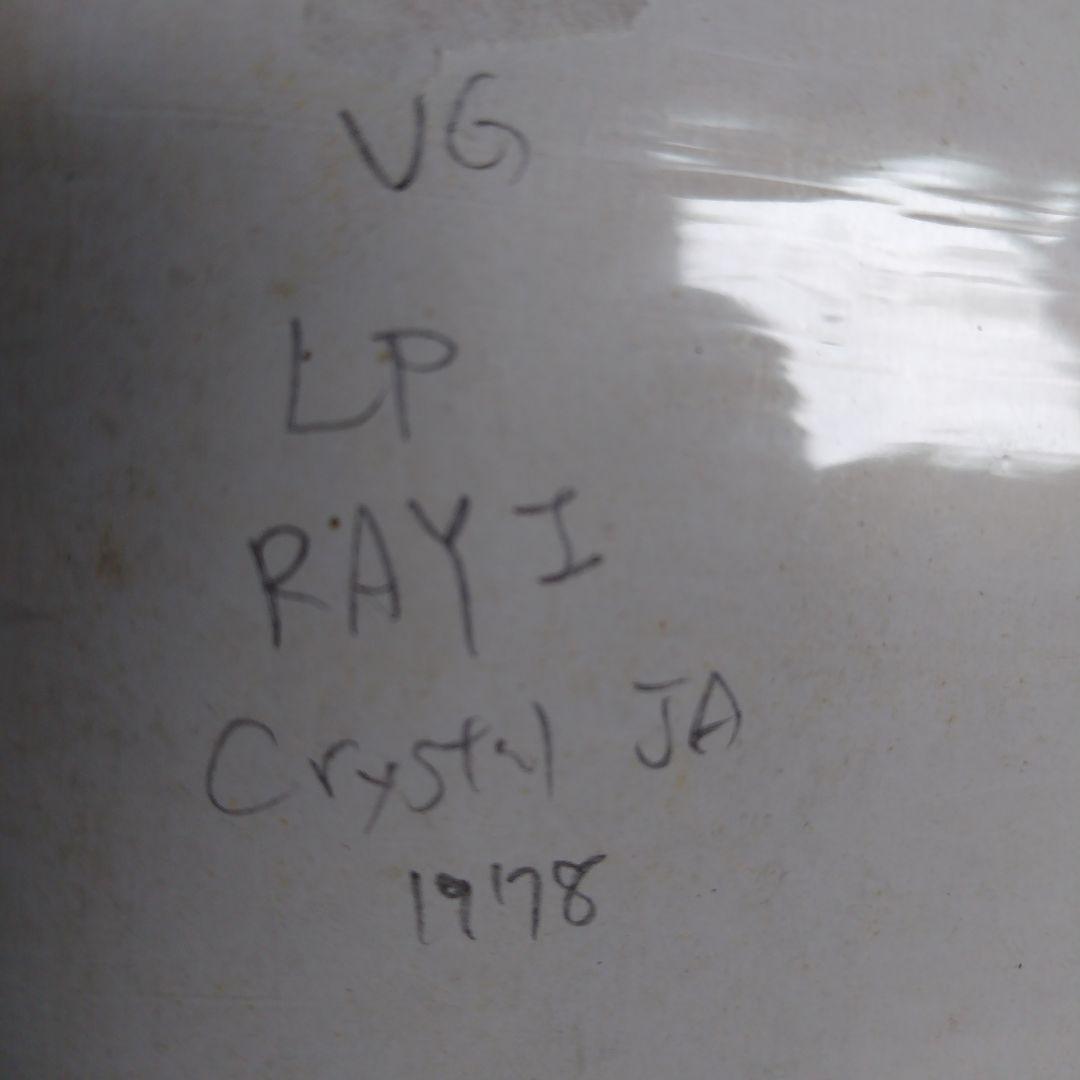 VG
LP
RAY I
Crystal JA
1978